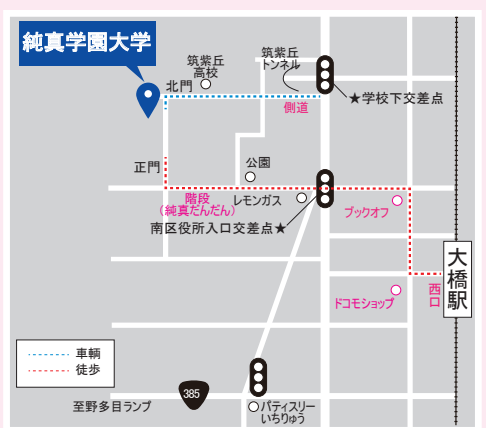 純真学園大学
筑紫丘
高校
筑紫丘
トンネル
北門
側道
★学校下交差点
正門
公園
階段
(純真だんだん)
レモンガス
ブックオフ
南区役所入口交差点★
大橋駅
西口
ドコモショップ
車輌
徒歩
385
至野多目ランプ
パティスリー
いちりゅう